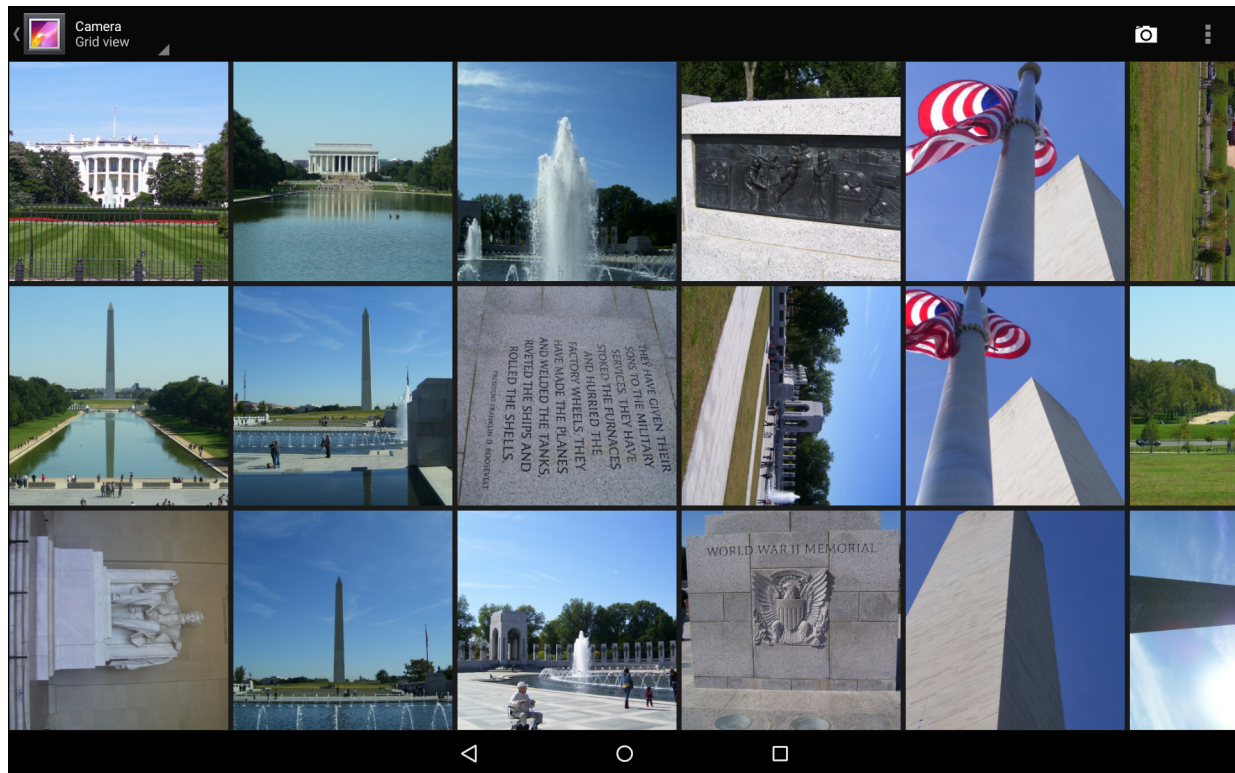 Camera
Grid view
THEY HAVE GIVEN THEIR
SONS TO THE MILITARY
SERVICES. THEY HAVE
STOKED THE FURNACES
AND HURRIED THE
FACTORY WHEELS. THEY
HAVE MADE THE PLANES
AND WELDED THE TANKS,
RIVETED THE SHIPS AND
ROLLED THE SHELLS.
PRESIDENT FRANKLIN D. ROOSEVELT
WORLD WAR II MEMORIAL